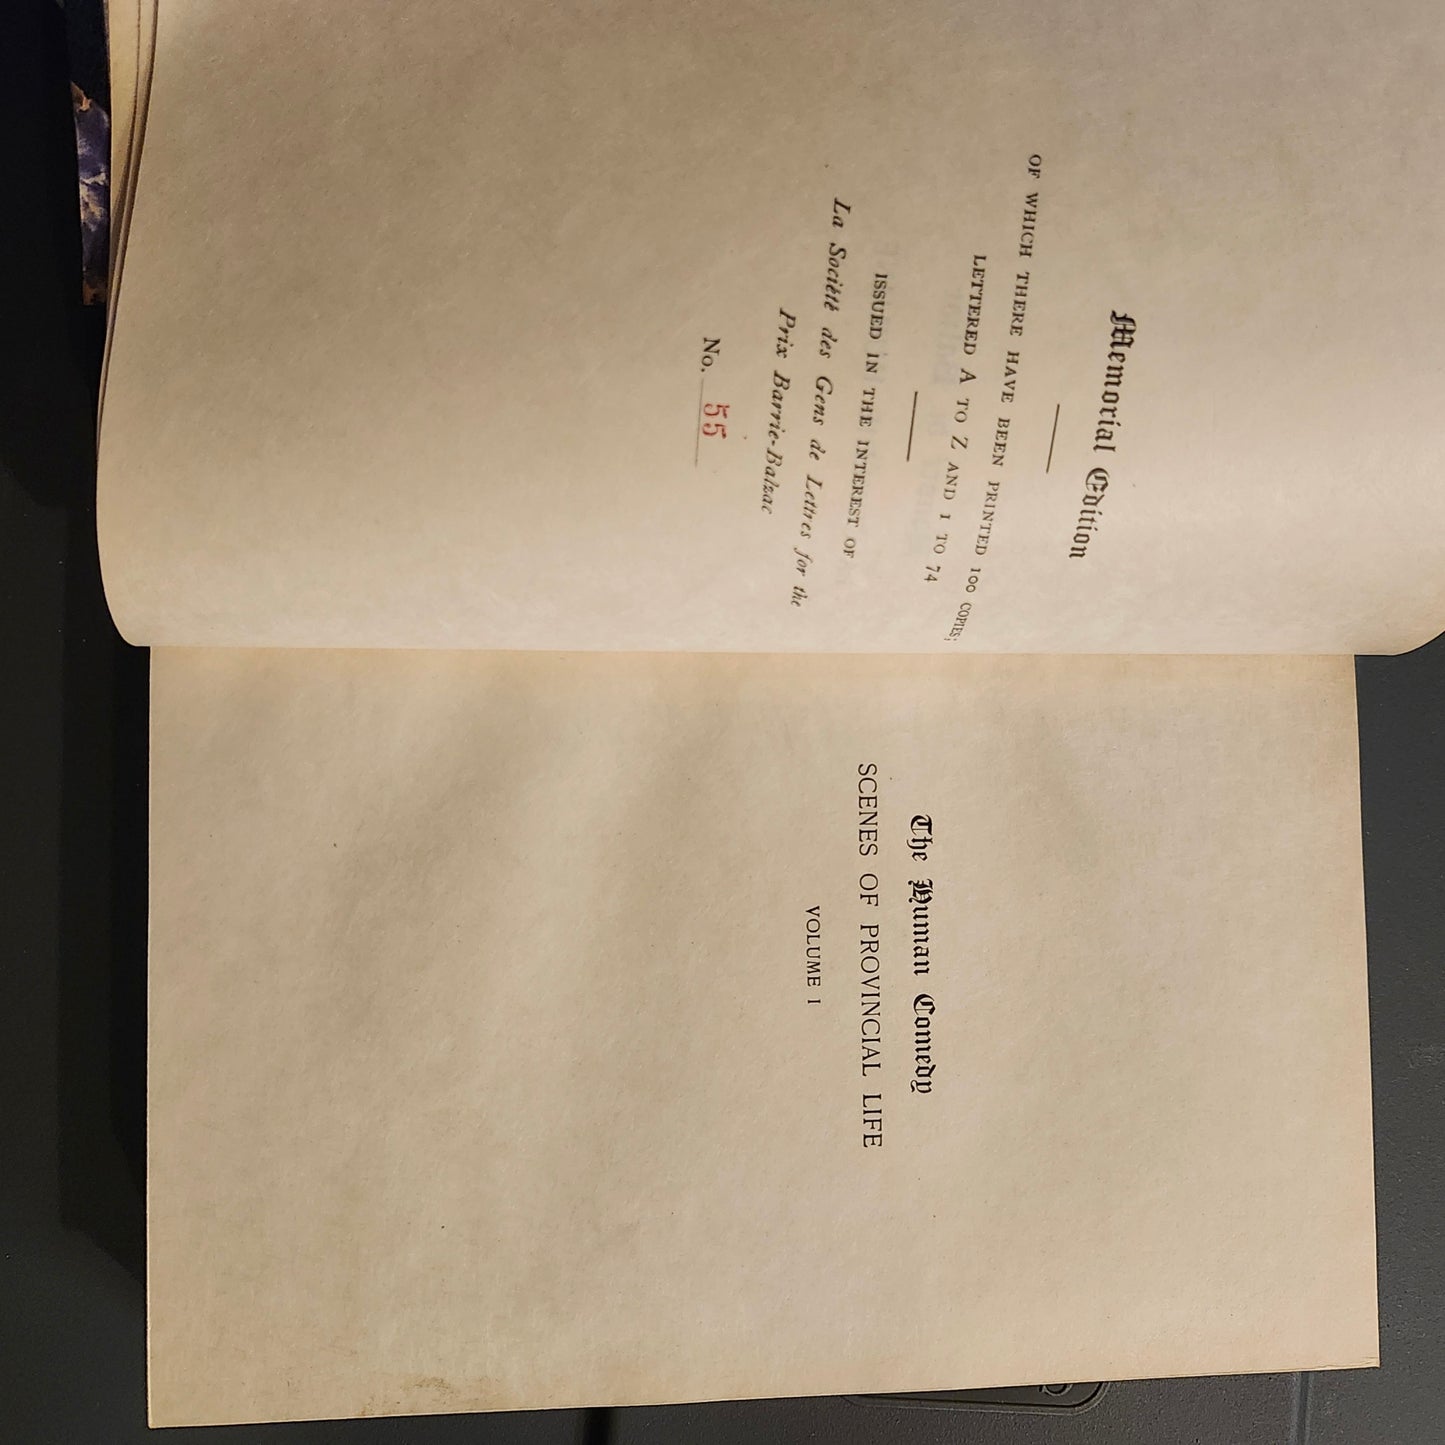 Memorial Edition
OF WHICH THERE HAVE BEEN PRINTED 100 COPIES;
LETTERED A TO Z AND 1 TO 74
ISSUED IN THE INTEREST OF
La Société des Gens de Lettres for the
Prix Barrie-Balzac
No. 55
The Human Comedy
SCENES OF PROVINCIAL LIFE
VOLUME I